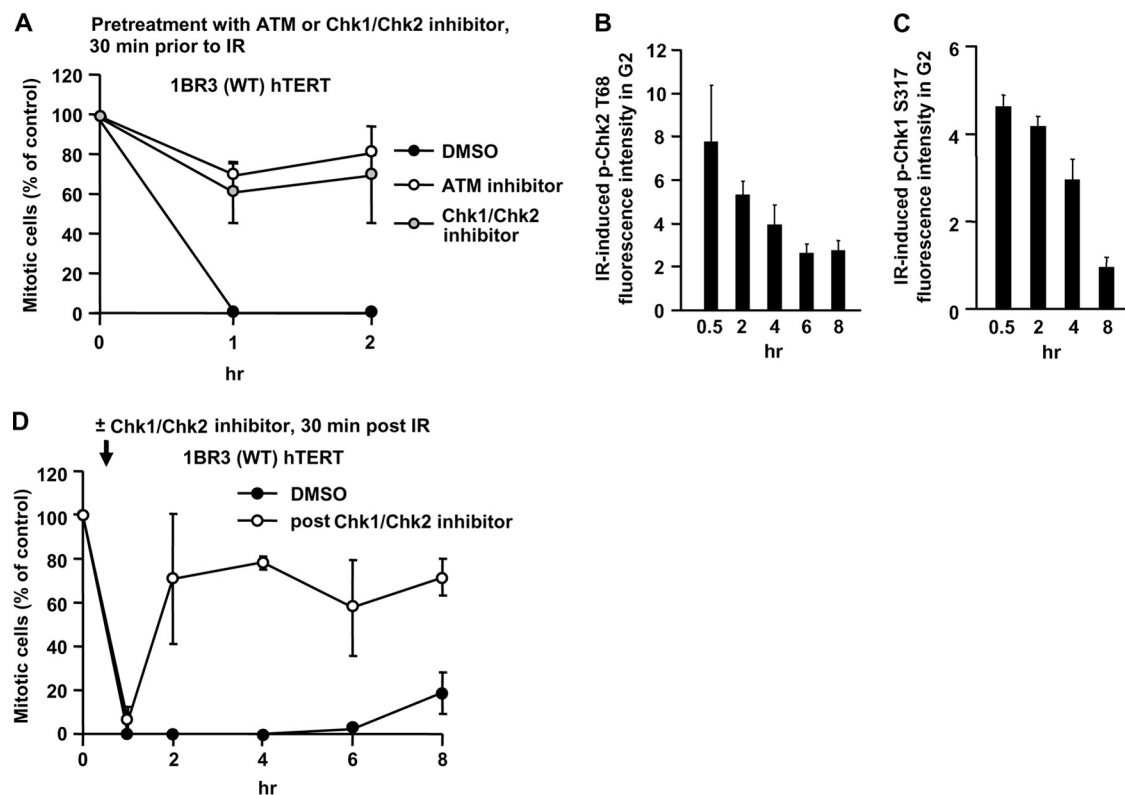 A
Pretreatment with ATM or Chk1/Chk2 inhibitor,
30 min prior to IR
1BR3 (WT) hTERT
Mitotic cells (% of control)
120
100
80
60
40
20
0
0 1 2
hr
DMSO
ATM inhibitor
Chk1/Chk2
inhibitor
B
IR-induced p-Chk2 T68
fluorescence intensity in G2
12
10
8
6
4
2
0
0.5 2 4 6 8
hr
C
IR-induced p-Chk1 S317
fluorescence intensity in G2
6
4
2
0
0.5 2 4 8
hr
D
± Chk1/Chk2 inhibitor, 30 min post IR
1BR3 (WT) hTERT
DMSO
post Chk1/Chk2 inhibitor
Mitotic cells (% of control)
120
100
80
60
40
20
0
0 2 4 6 8
hr